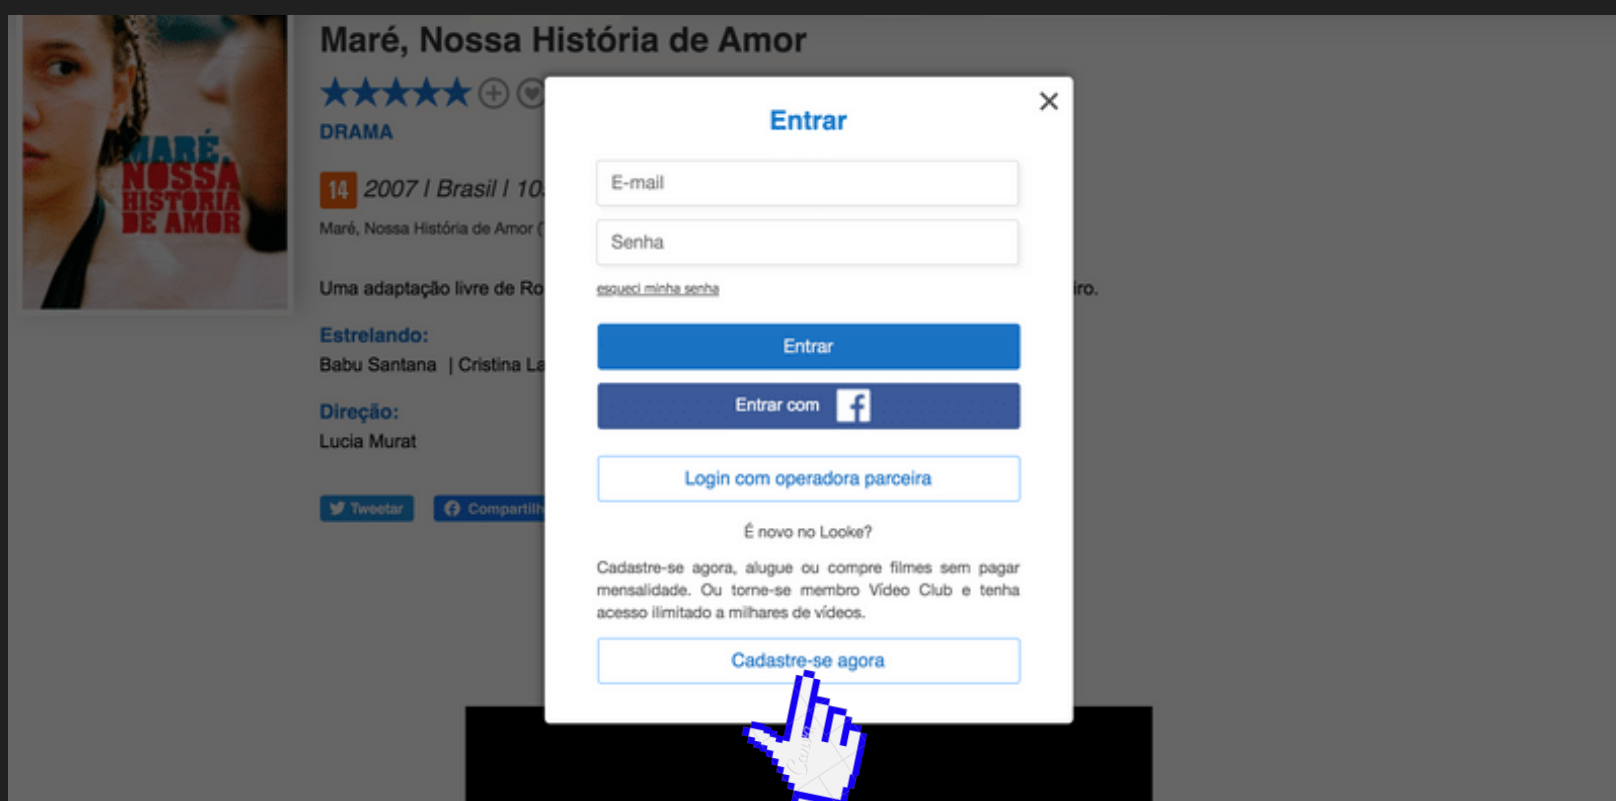 Maré, Nossa História de Amor
DRAMA
MARÉ,
NOSSA
HISTÓRIA
DE AMOR
14 2007 I Brasil I 10
Maré, Nossa História de Amor (
Uma adaptação livre de Ro
iro.
Estrelando:
Babu Santana | Cristina La
Direção:
Lucia Murat
Tweetar Compartilh
Entrar
E-mail
Senha
esqueci minha senha
Entrar
Entrar com f
Login com operadora parceira
É novo no Looke?
Cadastre-se agora, alugue ou compre filmes sem pagar
mensalidade. Ou torne-se membro Vídeo Club e tenha
acesso ilimitado a milhares de vídeos.
Cadastre-se agora
Canva